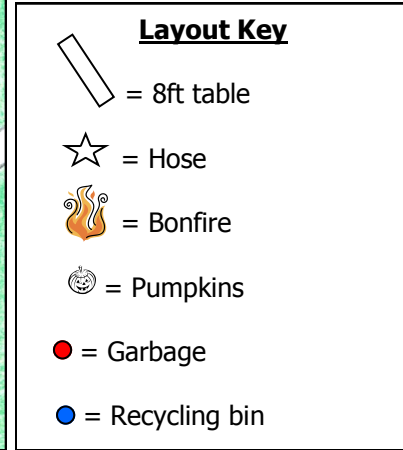 Layout Key
= 8ft table
= Hose
= Bonfire
= Pumpkins
= Garbage
= Recycling bin